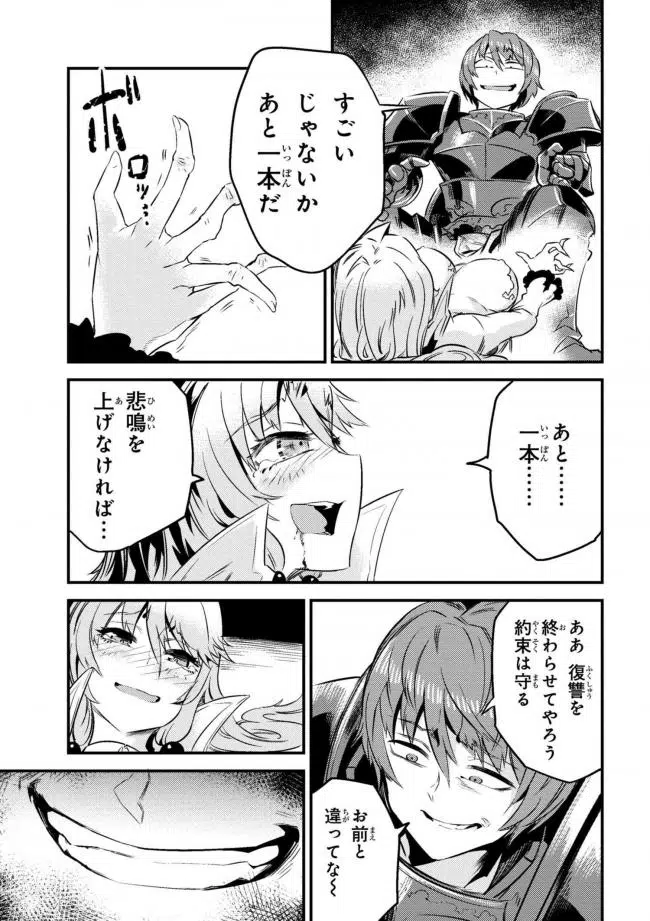 すごい
じゃないか
あと一本だ
ボロッ…
あと……
一本……
悲鳴を
上げなければ…
ああ 復讐を
終わらせてやろう
約束は守る
お前と
違ってな〜